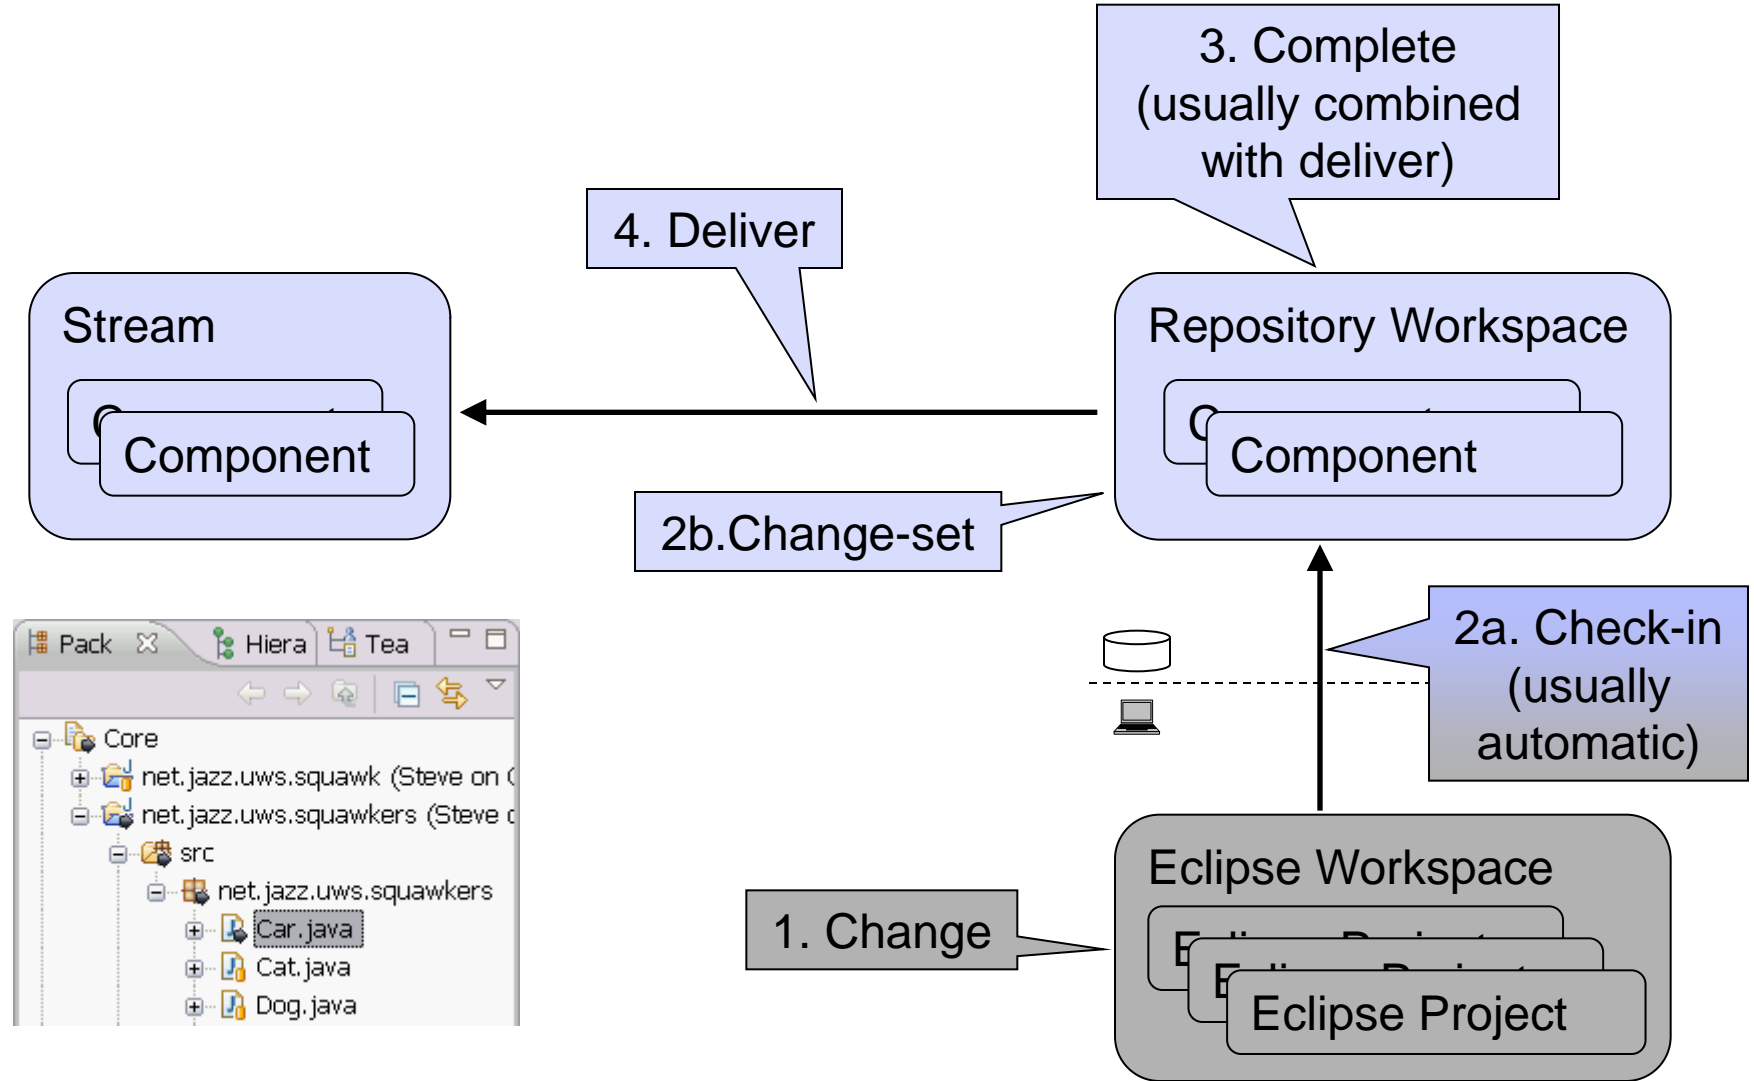 3. Complete
(usually combined
with deliver)
4. Deliver
Stream
Component
Repository Workspace
Component
2b.Change-set
2a. Check-in
(usually
automatic)
Pack
Hiera
Tea
Core
net.jazz.uws.squawk (Steve on
net.jazz.uws.squawkers (Steve
src
net.jazz.uws.squawkers
Car.java
Cat.java
Dog.java
1. Change
Eclipse Workspace
Eclipse Project